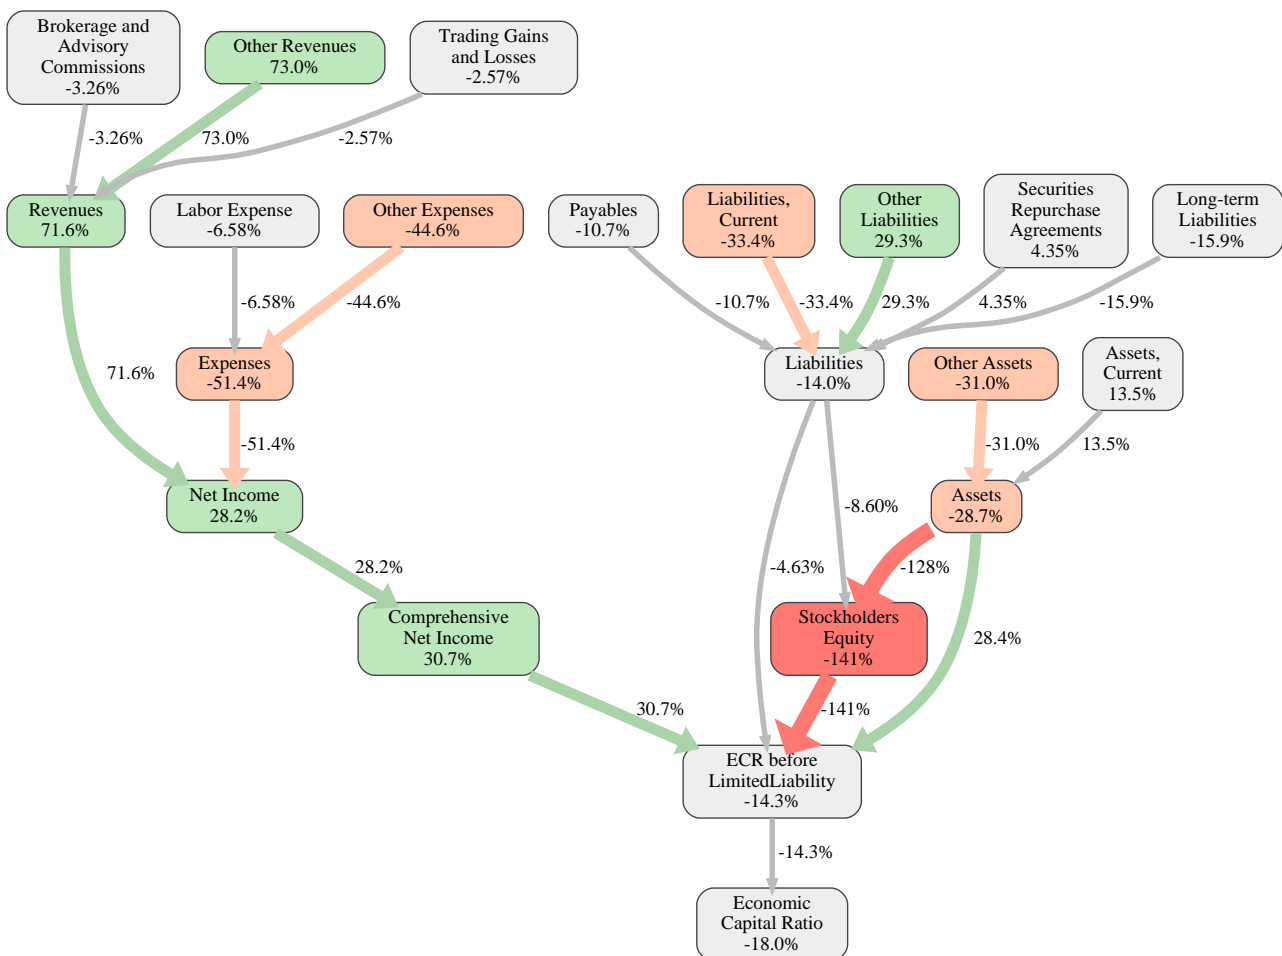 Brokerage and
Advisory
Commissions
-3.26%
Other Revenues
73.0%
Trading Gains
and Losses
-2.57%
-3.26%
73.0%
-2.57%
Revenues
71.6%
Labor Expense
-6.58%
Other Expenses
-44.6%
Payables
-10.7%
Liabilities,
Current
-33.4%
Other
Liabilities
29.3%
Securities
Repurchase
Agreements
4.35%
Long-term
Liabilities
-15.9%
-6.58%
-44.6%
-10.7%
-33.4%
29.3%
4.35%
-15.9%
71.6%
Expenses
-51.4%
Liabilities
-14.0%
Other Assets
-31.0%
Assets,
Current
13.5%
-51.4%
-31.0%
13.5%
Net Income
28.2%
-8.60%
Assets
-28.7%
28.2%
-4.63%
-128%
28.4%
Comprehensive
Net Income
30.7%
Stockholders
Equity
-141%
30.7%
-141%
ECR before
LimitedLiability
-14.3%
-14.3%
Economic
Capital Ratio
-18.0%